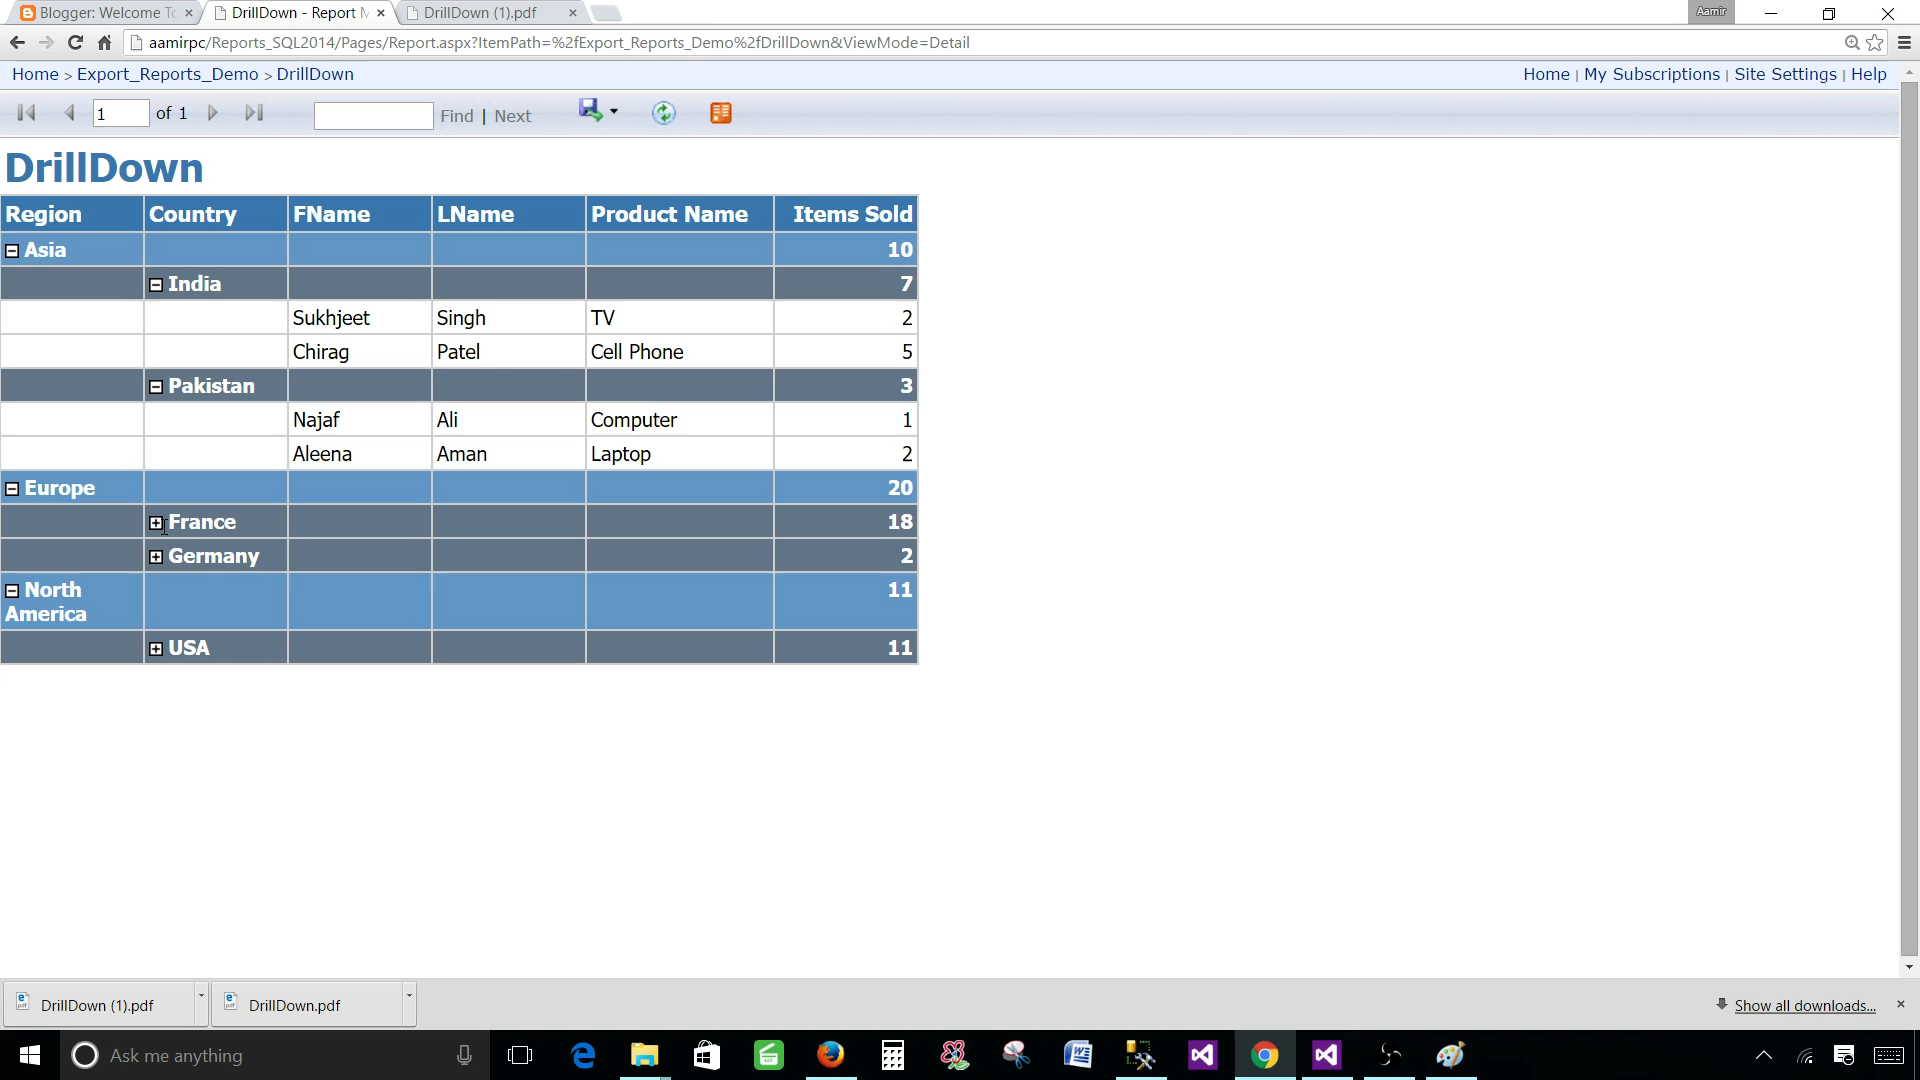 Blogger: Welcome To
DrillDown - Report M
DrillDown (1).pdf
Aamir
aamirpc/Reports_SQL2014/Pages/Report.aspx?ItemPath=%2fExport_Reports_Demo%2fDrillDown&ViewMode=Detail
Home > Export_Reports_Demo > DrillDown
Home | My Subscriptions | Site Settings | Help
1 of 1 Find | Next
DrillDown
Region Country FName LName Product Name Items Sold
Asia 10
India 7
Sukhjeet Singh TV 2
Chirag Patel Cell Phone 5
Pakistan 3
Najaf Ali Computer 1
Aleena Aman Laptop 2
Europe 20
France 18
Germany 2
North 11
America
USA 11
DrillDown (1).pdf
DrillDown.pdf
Show all downloads...
Ask me anything